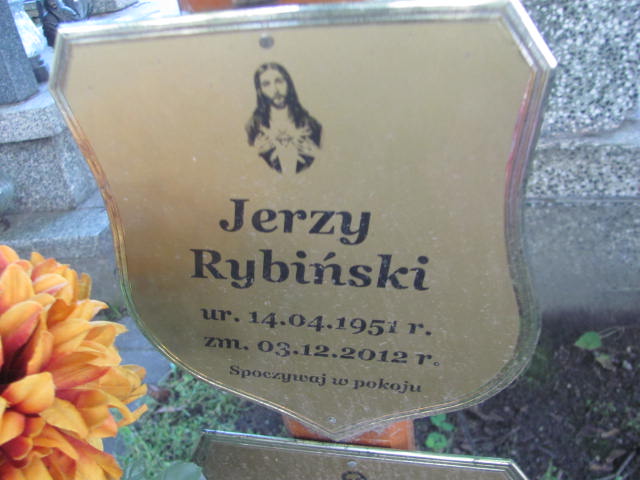 Jerzy
Rybiński
ur. 14.04.1951 r.
zm. 03.12.2012 r.
Spoczywaj w pokoju